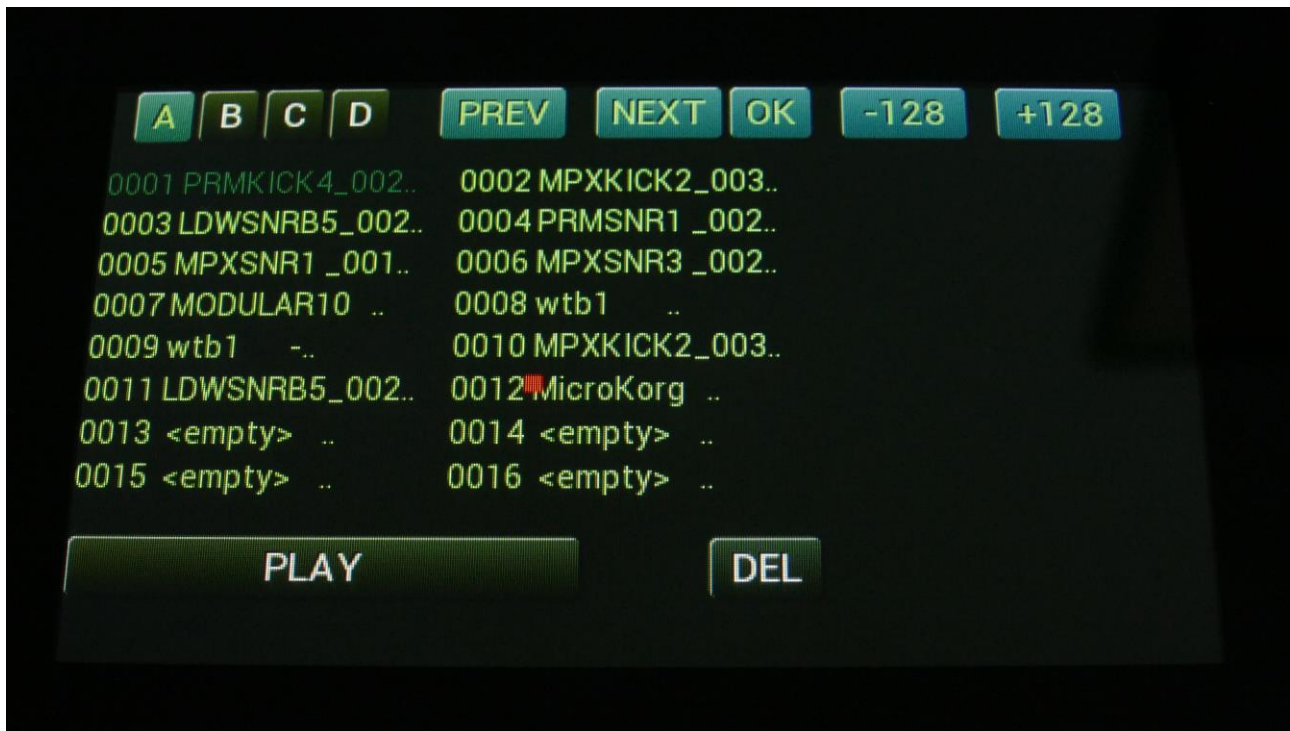 A B C D PREV NEXT OK -128 +128
0001 PRMKICK4_002.. 0002 MPXKICK2_003..
0003 LDWSNRB5_002.. 0004 PRMSNR1 _002..
0005 MPXSNR1 _001.. 0006 MPXSNR3 _002..
0007 MODULAR10 .. 0008 wtb1 ..
0009 wtb1 -.. 0010 MPXKICK2_003..
0011 LDWSNRB5_002.. 0012 MicroKorg ..
0013 <empty> .. 0014 <empty> ..
0015 <empty> .. 0016 <empty> ..
PLAY DEL